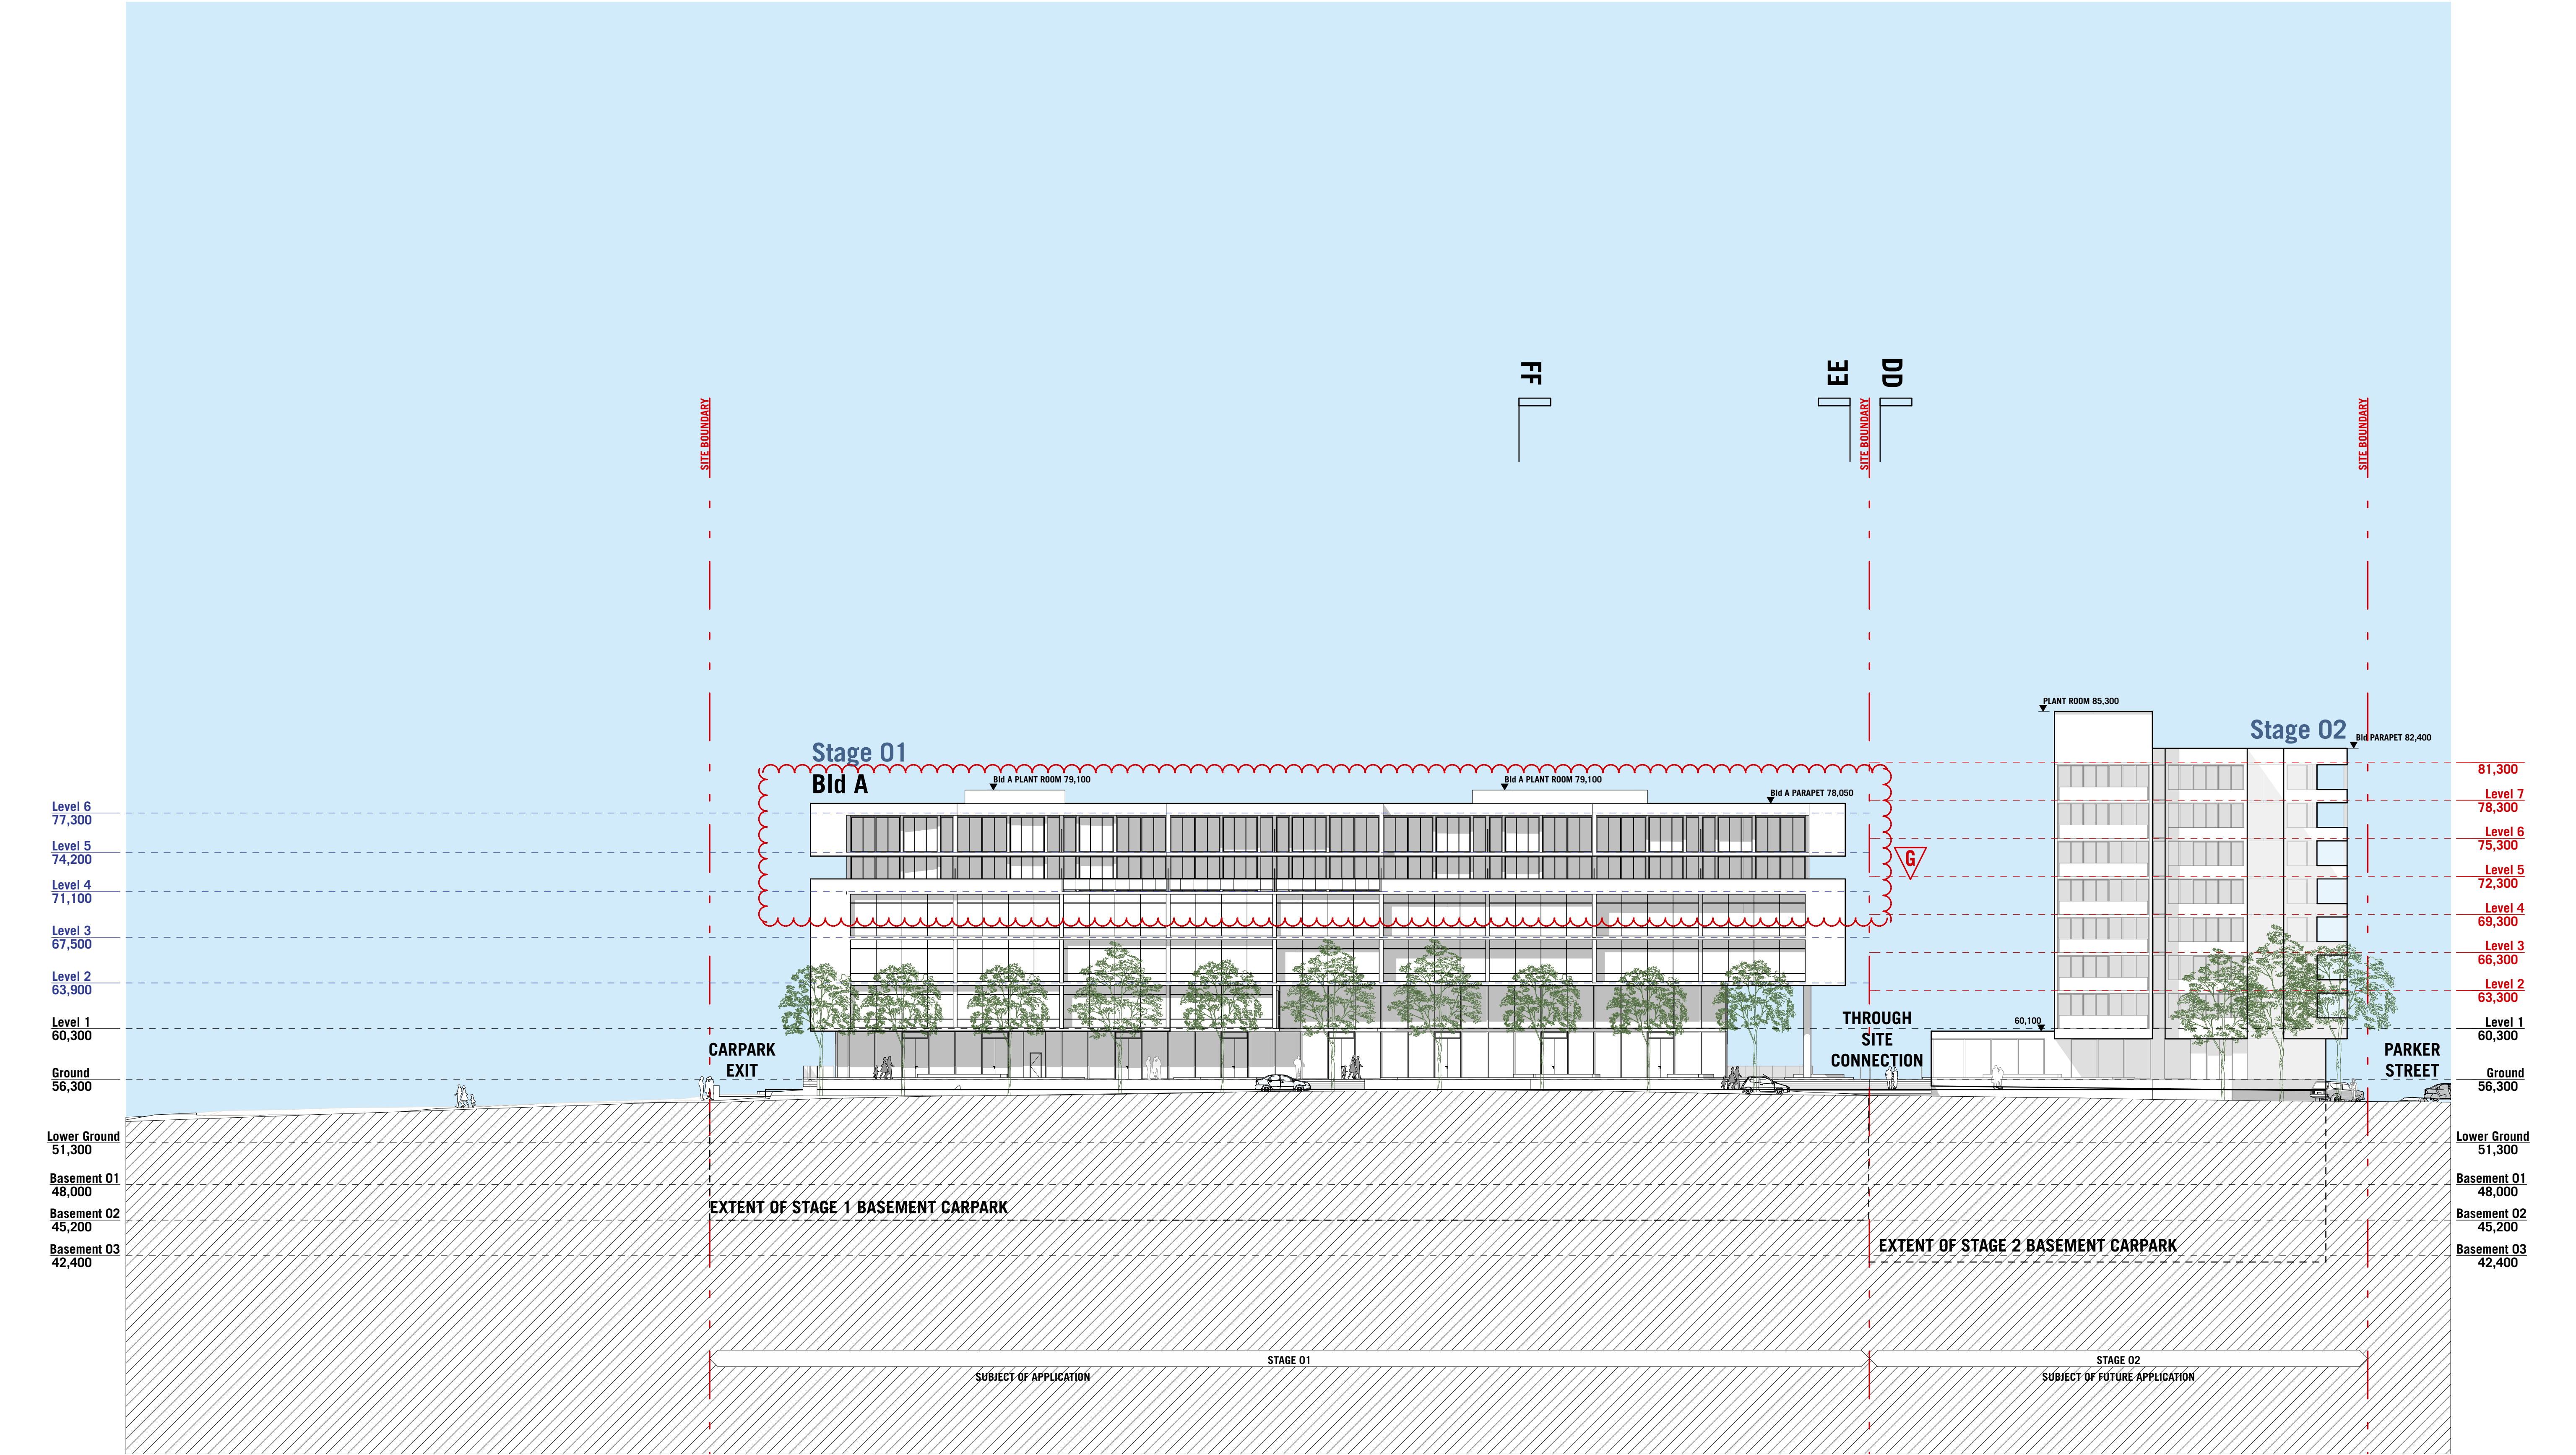 FF
EE
DD
SITE BOUNDARY
SITE BOUNDARY
SITE BOUNDARY
PLANT ROOM 85,300
Stage 02
Bld PARAPET 82,400
Stage 01
Bld A
Bld A PLANT ROOM 79,100
Bld A PLANT ROOM 79,100
Bld A PARAPET 78,050
G
Level 6
77,300
Level 5
74,200
Level 4
71,100
Level 3
67,500
Level 2
63,900
Level 1
60,300
Ground
56,300
Lower Ground
51,300
Basement 01
48,000
Basement 02
45,200
Basement 03
42,400
81,300
Level 7
78,300
Level 6
75,300
Level 5
72,300
Level 4
69,300
Level 3
66,300
Level 2
63,300
Level 1
60,300
Ground
56,300
Lower Ground
51,300
Basement 01
48,000
Basement 02
45,200
Basement 03
42,400
60,100
CARPARK
EXIT
THROUGH
SITE
CONNECTION
PARKER
STREET
EXTENT OF STAGE 1 BASEMENT CARPARK
EXTENT OF STAGE 2 BASEMENT CARPARK
STAGE 01
SUBJECT OF APPLICATION
STAGE 02
SUBJECT OF FUTURE APPLICATION